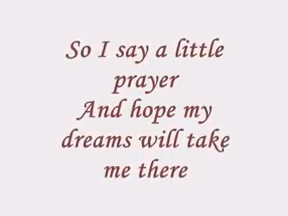 So I say a little
prayer
And hope my
dreams will take
me there